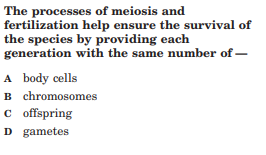 The processes of meiosis and
fertilization help ensure the survival of
the species by providing each
generation with the same number of —
A body cells
B chromosomes
C offspring
D gametes